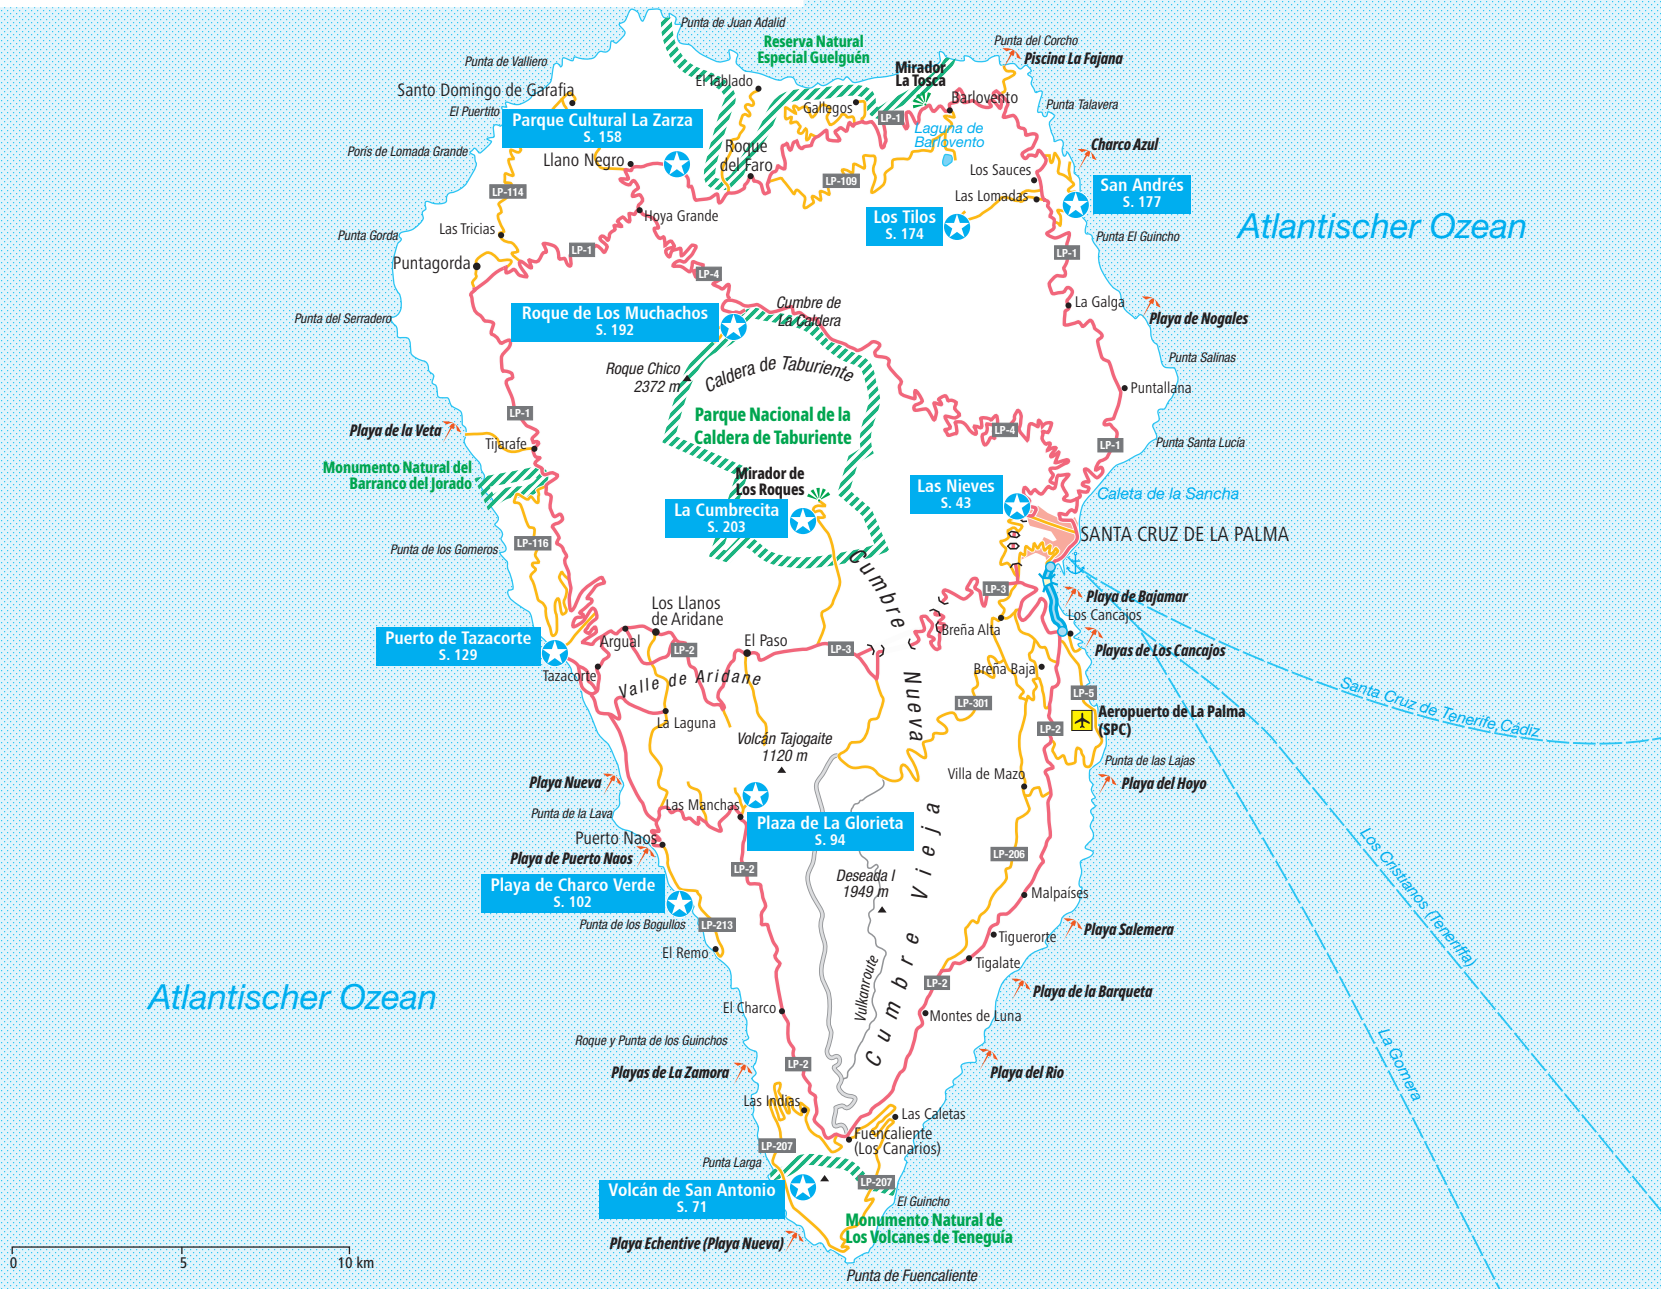 Punta de Juan Adalid
Reserva Natural
Especial Guelguén
Punta del Corcho
Piscina La Fajana
Punta de Valliero
Mirador
La Tosca
El Tablado
Santo Domingo de Garafía
Barlovento
Gallegos
Punta Talavera
El Puertito
Parque Cultural La Zarza
S. 158
LP-1
Laguna de
Barlovento
Charco Azul
Porís de Lomada Grande
Llano Negro
Roque
del Faro
Los Sauces
LP-109
LP-114
Las Lomadas
San Andrés
S. 177
Hoya Grande
Los Tilos
S. 174
Atlantischer Ozean
Las Tricias
Punta Gorda
Punta El Guincho
LP-1
LP-1
Puntagorda
LP-4
La Galga
Cumbre de
La Caldera
Roque de Los Muchachos
S. 192
Punta del Serradero
Playa de Nogales
Punta Salinas
Roque Chico
2372 m
Caldera de Taburiente
Puntallana
LP-1
Parque Nacional de la
Caldera de Taburiente
LP-4
Playa de la Veta
Tijarafe
LP-1
Punta Santa Lucía
Monumento Natural del
Barranco del Jorado
Mirador de
Los Roques
Las Nieves
S. 43
Caleta de la Sancha
La Cumbrecita
S. 203
SANTA CRUZ DE LA PALMA
LP-116
Punta de los Gomeros
Cumbre Nueva
LP-3
Playa de Bajamar
Los Llanos
de Aridane
Los Cancajos
Breña Alta
Puerto de Tazacorte
S. 129
Argual
El Paso
LP-2
LP-3
Playas de Los Cancajos
Breña Baja
Tazacorte
Valle de Aridane
Santa Cruz de Tenerife Cádiz
LP-5
LP-301
Aeropuerto de La Palma
(SPC)
La Laguna
LP-2
Volcán Tajogaite
1120 m
Punta de las Lajas
Villa de Mazo
Playa Nueva
Playa del Hoyo
Las Manchas
Punta de la Lava
Plaza de La Glorieta
S. 94
Puerto Naos
Playa de Puerto Naos
LP-206
Cumbre Vieja
Los Cristianos (Teneriffa)
LP-2
Deseada I
1949 m
Playa de Charco Verde
S. 102
Malpaíses
Punta de los Bogullos
LP-213
Playa Salemera
Tiguerorte
El Remo
Tigalate
LP-2
Vulkanroute
Playa de la Barqueta
Atlantischer Ozean
El Charco
Montes de Luna
La Gomera
Roque y Punta de los Guinchos
LP-2
Playas de La Zamora
Playa del Rio
Las Indias
Las Caletas
Fuencaliente
(Los Canarios)
LP-207
Punta Larga
LP-207
Volcán de San Antonio
S. 71
El Guincho
Monumento Natural de
Los Volcanes de Teneguía
Playa Echentive (Playa Nueva)
0 5 10 km
Punta de Fuencaliente